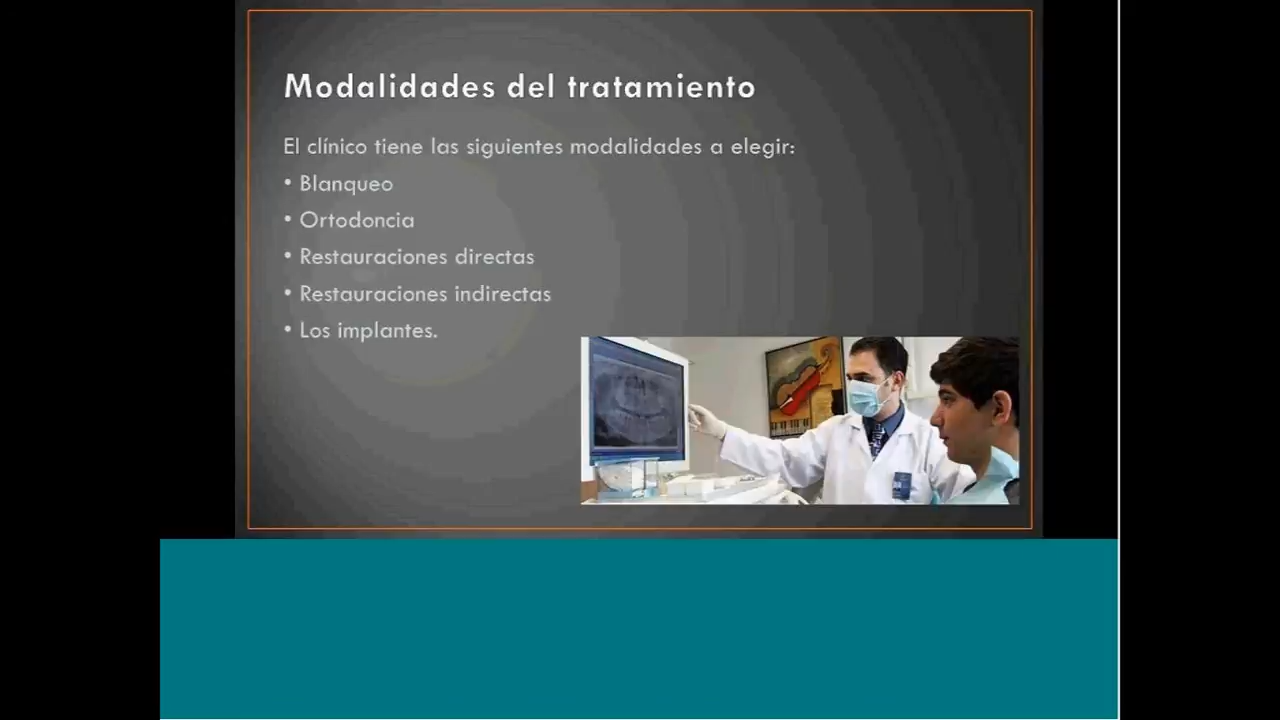 Modalidades del tratamiento
El clínico tiene las siguientes modalidades a elegir:
• Blanqueo
• Ortodoncia
• Restauraciones directas
• Restauraciones indirectas
• Los implantes.